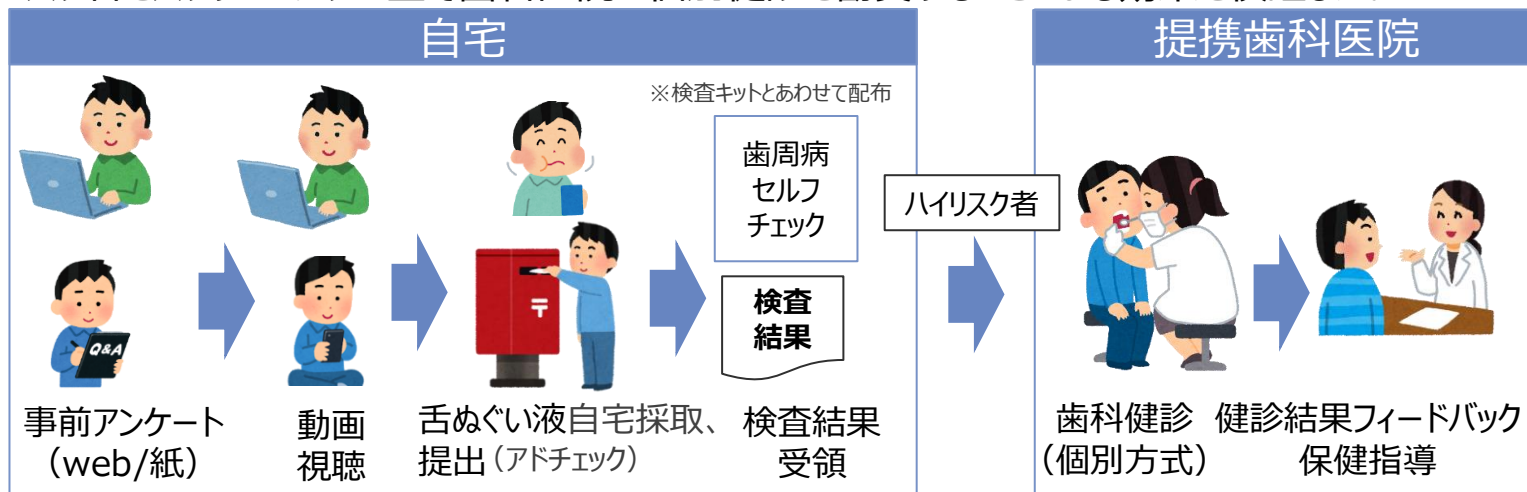 自宅
提携歯科医院
※検査キットとあわせて配布
歯周病
セルフ
チェック
ハイリスク者
検査
結果
Q&A
〒
事前アンケート
（web/紙）
動画
視聴
舌ぬぐい液自宅採取、
提出（アドチェック）
検査結果
受領
歯科健診
（個別方式）
健診結果フィードバック
保健指導